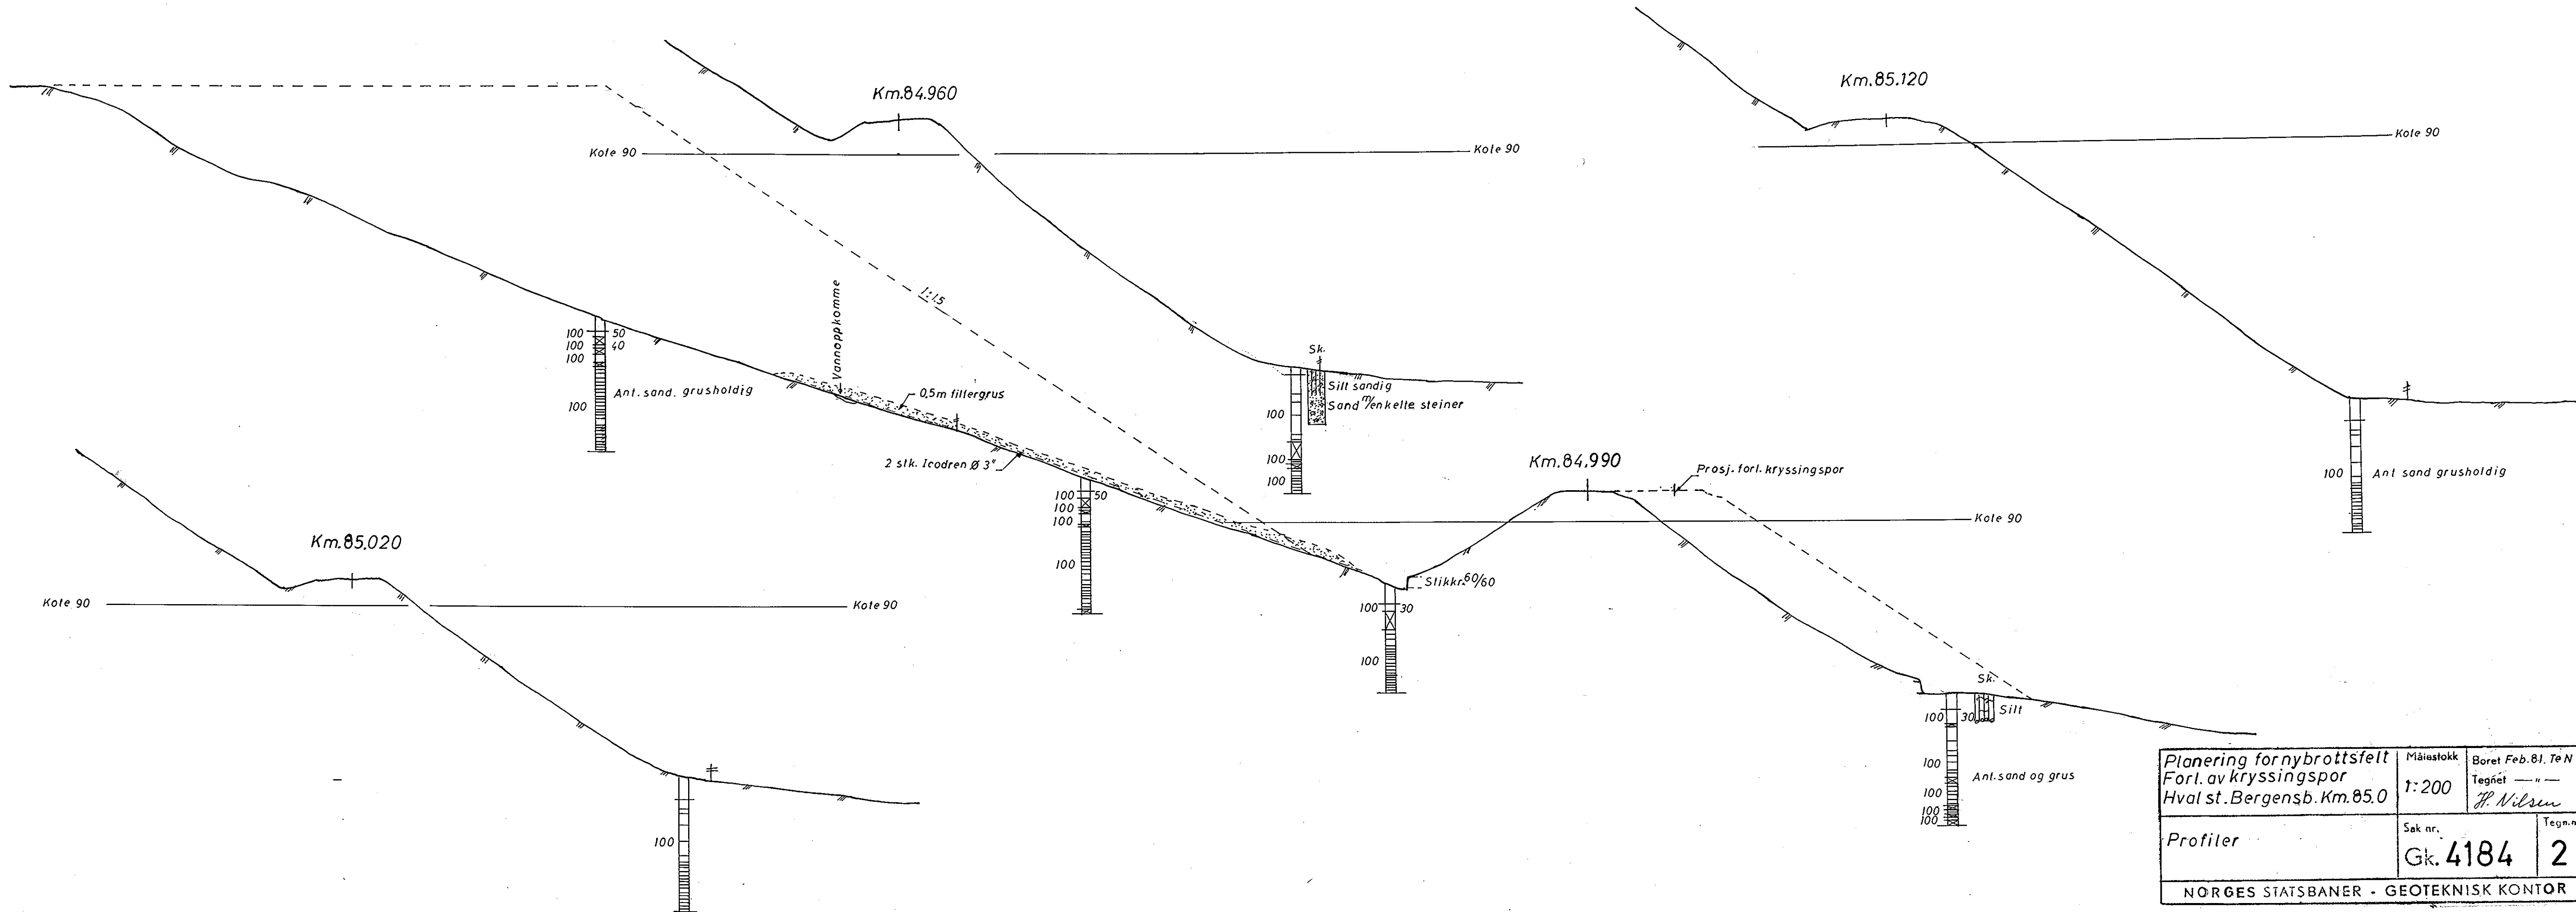 Km.84.960
Kote 90
Kote 90
Km.85.120
Kote 90
1:1.5
Vannoppkomme
100 50
100 40
100
100
Ant. sand. grusholdig
0,5m filtergrus
2 stk. Icodren Ø 3"
Sk.
Silt sandig
Sand m/enkelte steiner
100
100
100
100
Ant sand grusholdig
100 50
100
100
100
Km.84,990
Prosj. forl. kryssingspor
Kote 90
Stikkr. 60/60
100 30
100
Sk.
Silt
100 30
100
100
100
100
Ant. sand og grus
Km.85,020
Kote 90
Kote 90
100
Planering for nybrottsfelt
Forl. av kryssingspor
Hval st. Bergensb. Km. 85.0
Målestokk
1:200
Boret Feb. 81. TeN
Tegnet — " —
H. Nilsen
Profiler
Sak nr.
Gk. 4184
Tegn.n
2
NORGES STATSBANER - GEOTEKNISK KONTOR